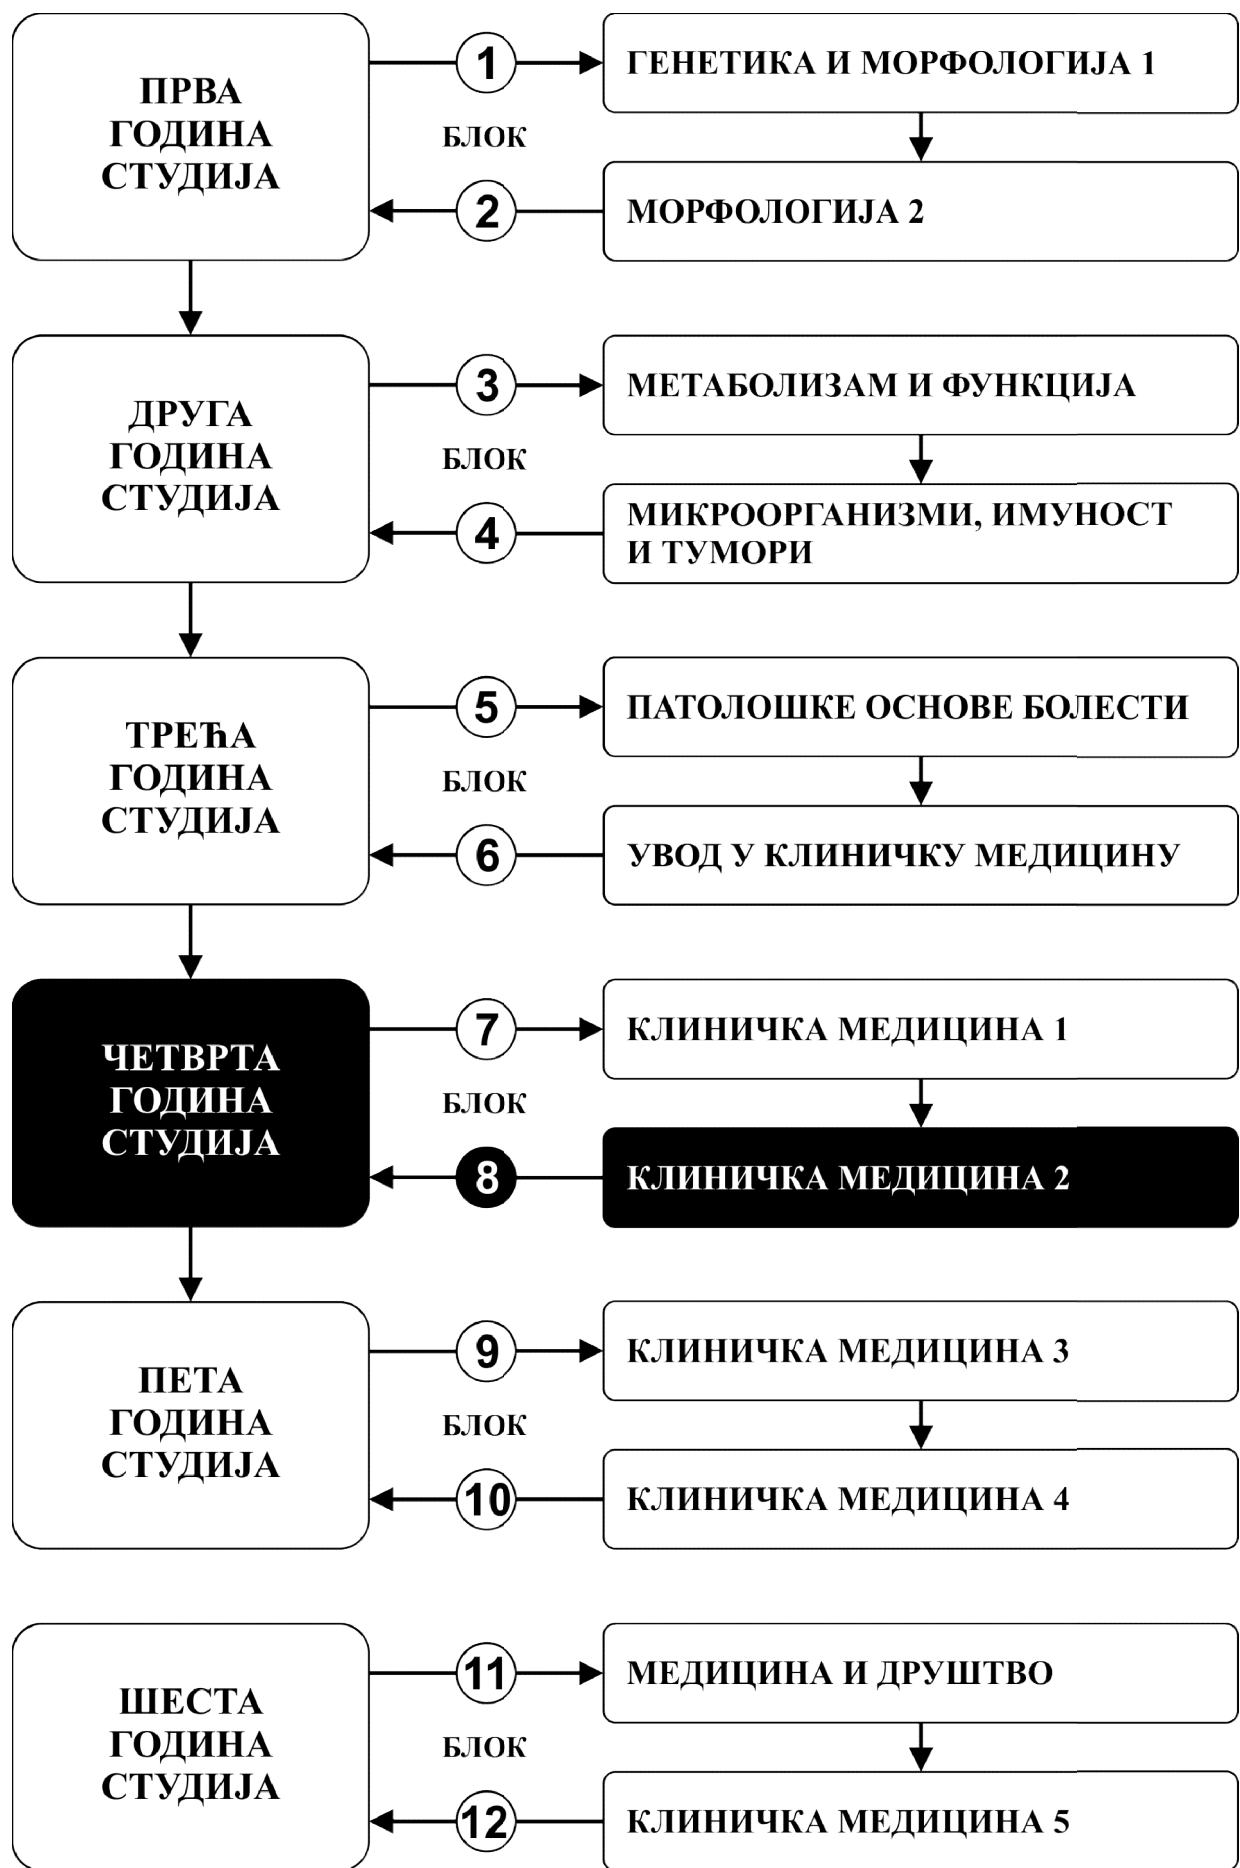 ПРВА
ГОДИНА
СТУДИЈА
1
ГЕНЕТИКА И МОРФОЛОГИЈА 1
БЛОК
2
МОРФОЛОГИЈА 2
ДРУГА
ГОДИНА
СТУДИЈА
3
МЕТАБОЛИЗАМ И ФУНКЦИЈА
БЛОК
4
МИКРООРГАНИЗМИ, ИМУНОСТ
И ТУМОРИ
ТРЕЋА
ГОДИНА
СТУДИЈА
5
ПАТОЛОШКЕ ОСНОВЕ БОЛЕСТИ
БЛОК
6
УВОД У КЛИНИЧКУ МЕДИЦИНУ
ЧЕТВРТА
ГОДИНА
СТУДИЈА
7
КЛИНИЧКА МЕДИЦИНА 1
БЛОК
8
КЛИНИЧКА МЕДИЦИНА 2
ПЕТА
ГОДИНА
СТУДИЈА
9
КЛИНИЧКА МЕДИЦИНА 3
БЛОК
10
КЛИНИЧКА МЕДИЦИНА 4
ШЕСТА
ГОДИНА
СТУДИЈА
11
МЕДИЦИНА И ДРУШТВО
БЛОК
12
КЛИНИЧКА МЕДИЦИНА 5